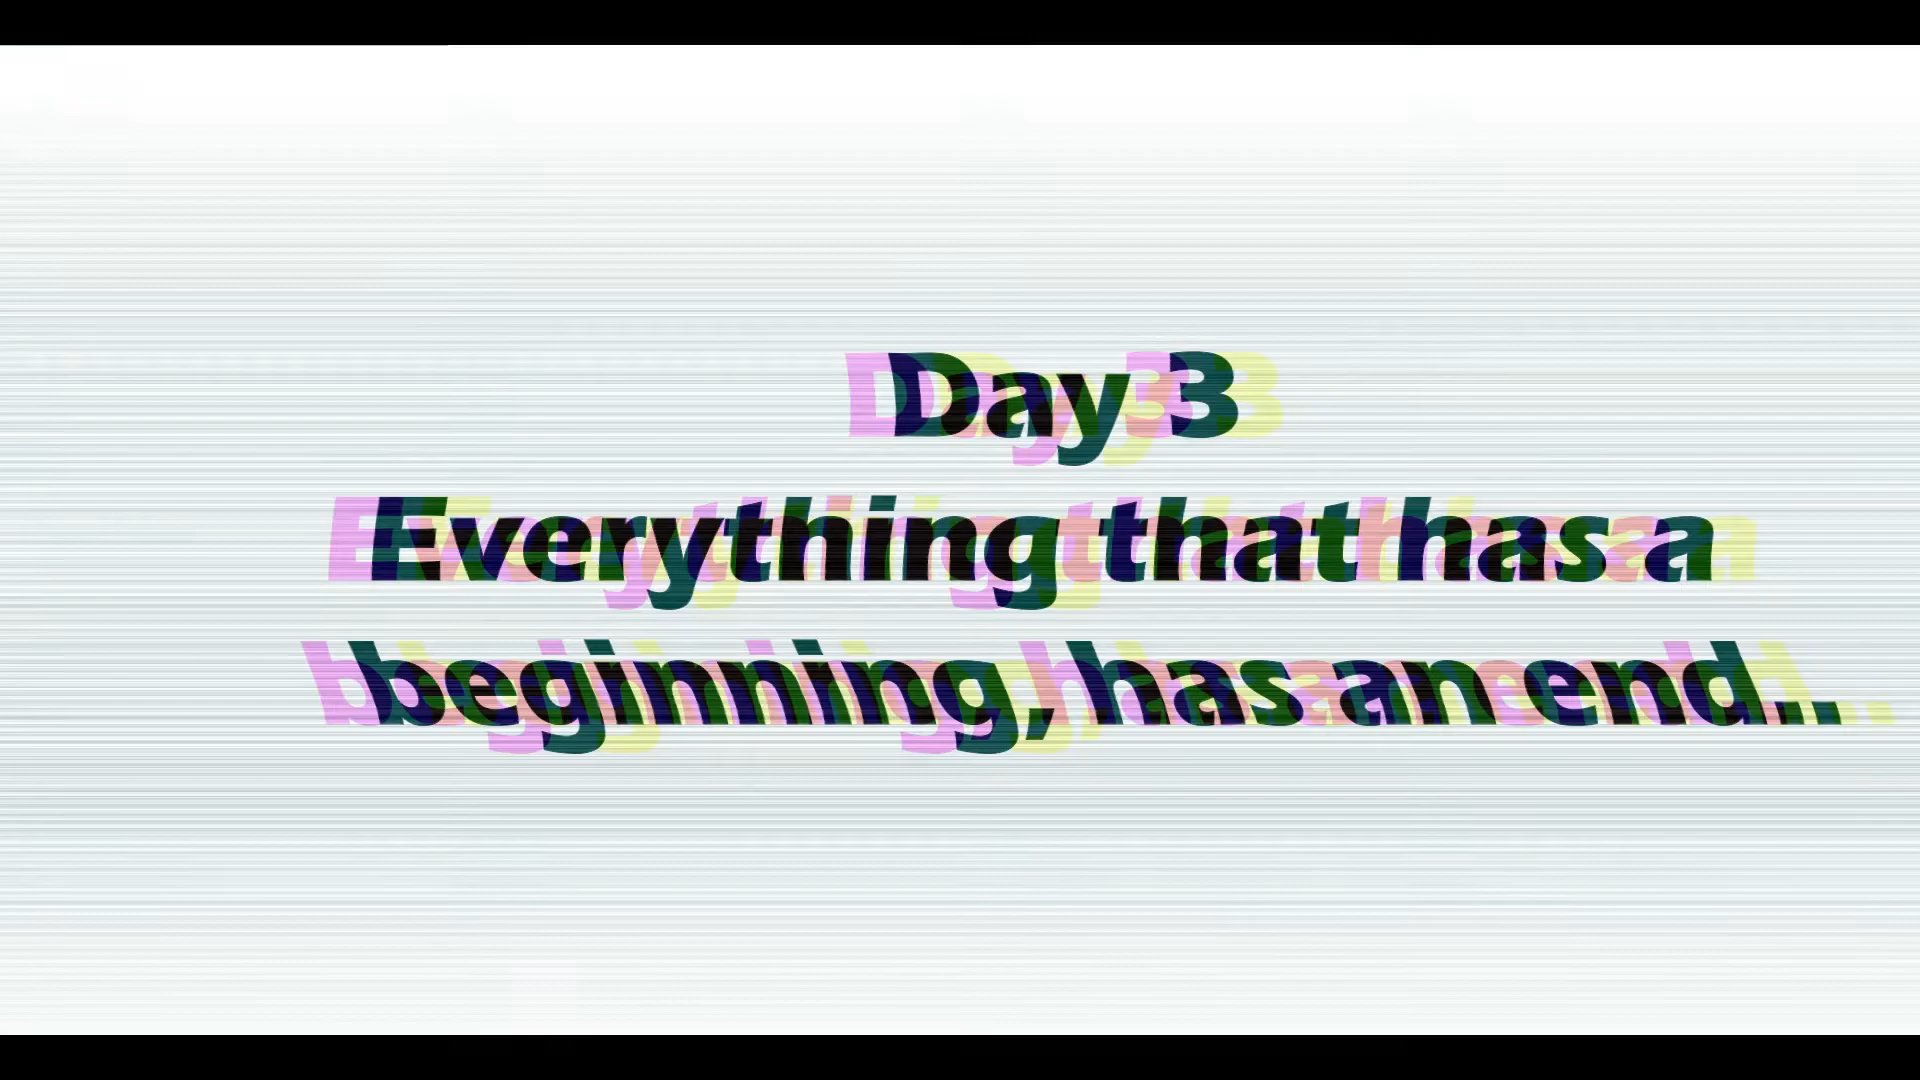 Day 3
Everything that has a
beginning, has an end...